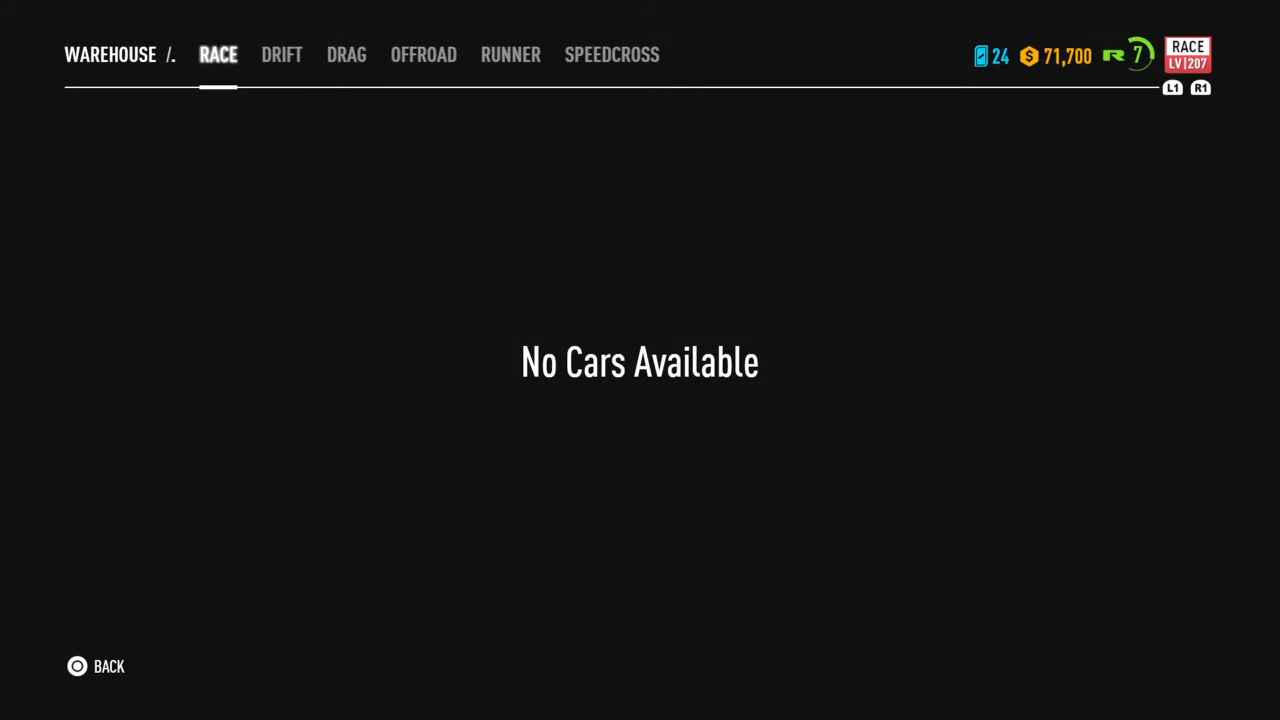 WAREHOUSE /. RACE DRIFT DRAG OFFROAD RUNNER SPEEDCROSS 24 71,700 R 7 RACE
LV|207
L1 R1
No Cars Available
BACK